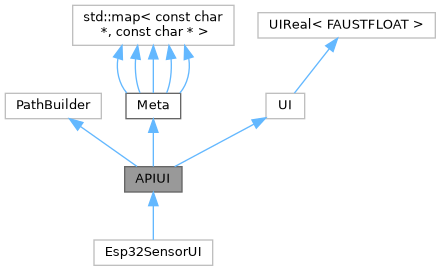 std::map< const char
*, const char * >
UIReal< FAUSTFLOAT >
PathBuilder
Meta
UI
APIUI
Esp32SensorUI